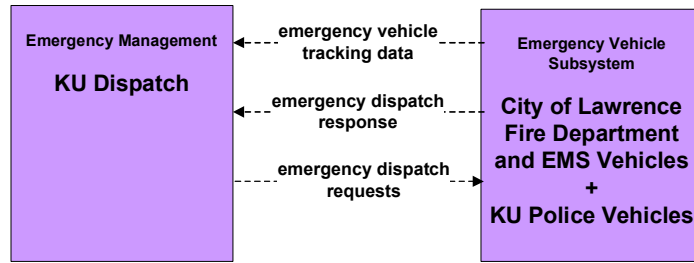 Emergency Management
KU Dispatch
emergency vehicle
tracking data
emergency dispatch
response
emergency dispatch
requests
Emergency Vehicle
Subsystem
City of Lawrence
Fire Department
and EMS Vehicles
+
KU Police Vehicles